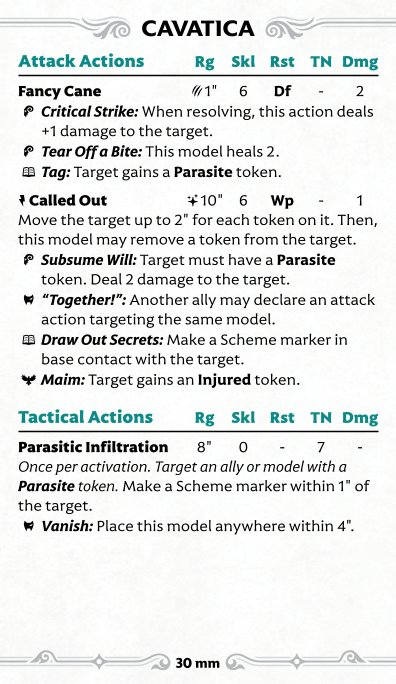 CAVATICA
Attack Actions Rg Skl Rst TN Dmg
Fancy Cane 1" 6 Df - 2
Critical Strike: When resolving, this action deals
+1 damage to the target.
Tear Off a Bite: This model heals 2.
Tag: Target gains a Parasite token.
Called Out 10" 6 Wp - 1
Move the target up to 2" for each token on it. Then,
this model may remove a token from the target.
Subsume Will: Target must have a Parasite
token. Deal 2 damage to the target.
“Together!”: Another ally may declare an attack
action targeting the same model.
Draw Out Secrets: Make a Scheme marker in
base contact with the target.
Maim: Target gains an Injured token.
Tactical Actions Rg Skl Rst TN Dmg
Parasitic Infiltration 8" 0 - 7 -
Once per activation. Target an ally or model with a
Parasite token. Make a Scheme marker within 1" of
the target.
Vanish: Place this model anywhere within 4".
30 mm